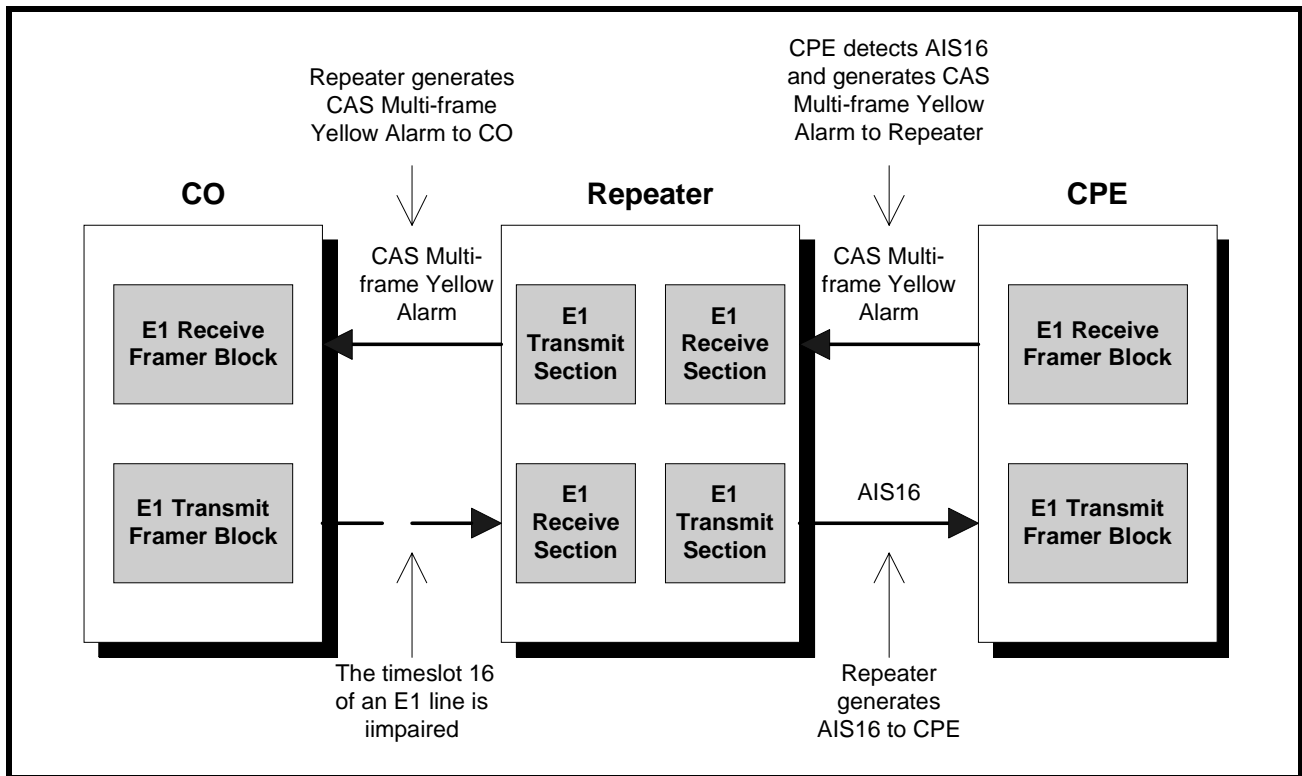 Repeater generates
CAS Multi-frame
Yellow Alarm to CO
CPE detects AIS16
and generates CAS
Multi-frame Yellow
Alarm to Repeater
CO
Repeater
CPE
CAS Multi-
frame Yellow
Alarm
CAS Multi-
frame Yellow
Alarm
E1 Receive
Framer Block
E1
Transmit
Section
E1
Receive
Section
E1 Receive
Framer Block
E1 Transmit
Framer Block
E1
Receive
Section
E1
Transmit
Section
AIS16
E1 Transmit
Framer Block
The timeslot 16
of an E1 line is
iimpaired
Repeater
generates
AIS16 to CPE